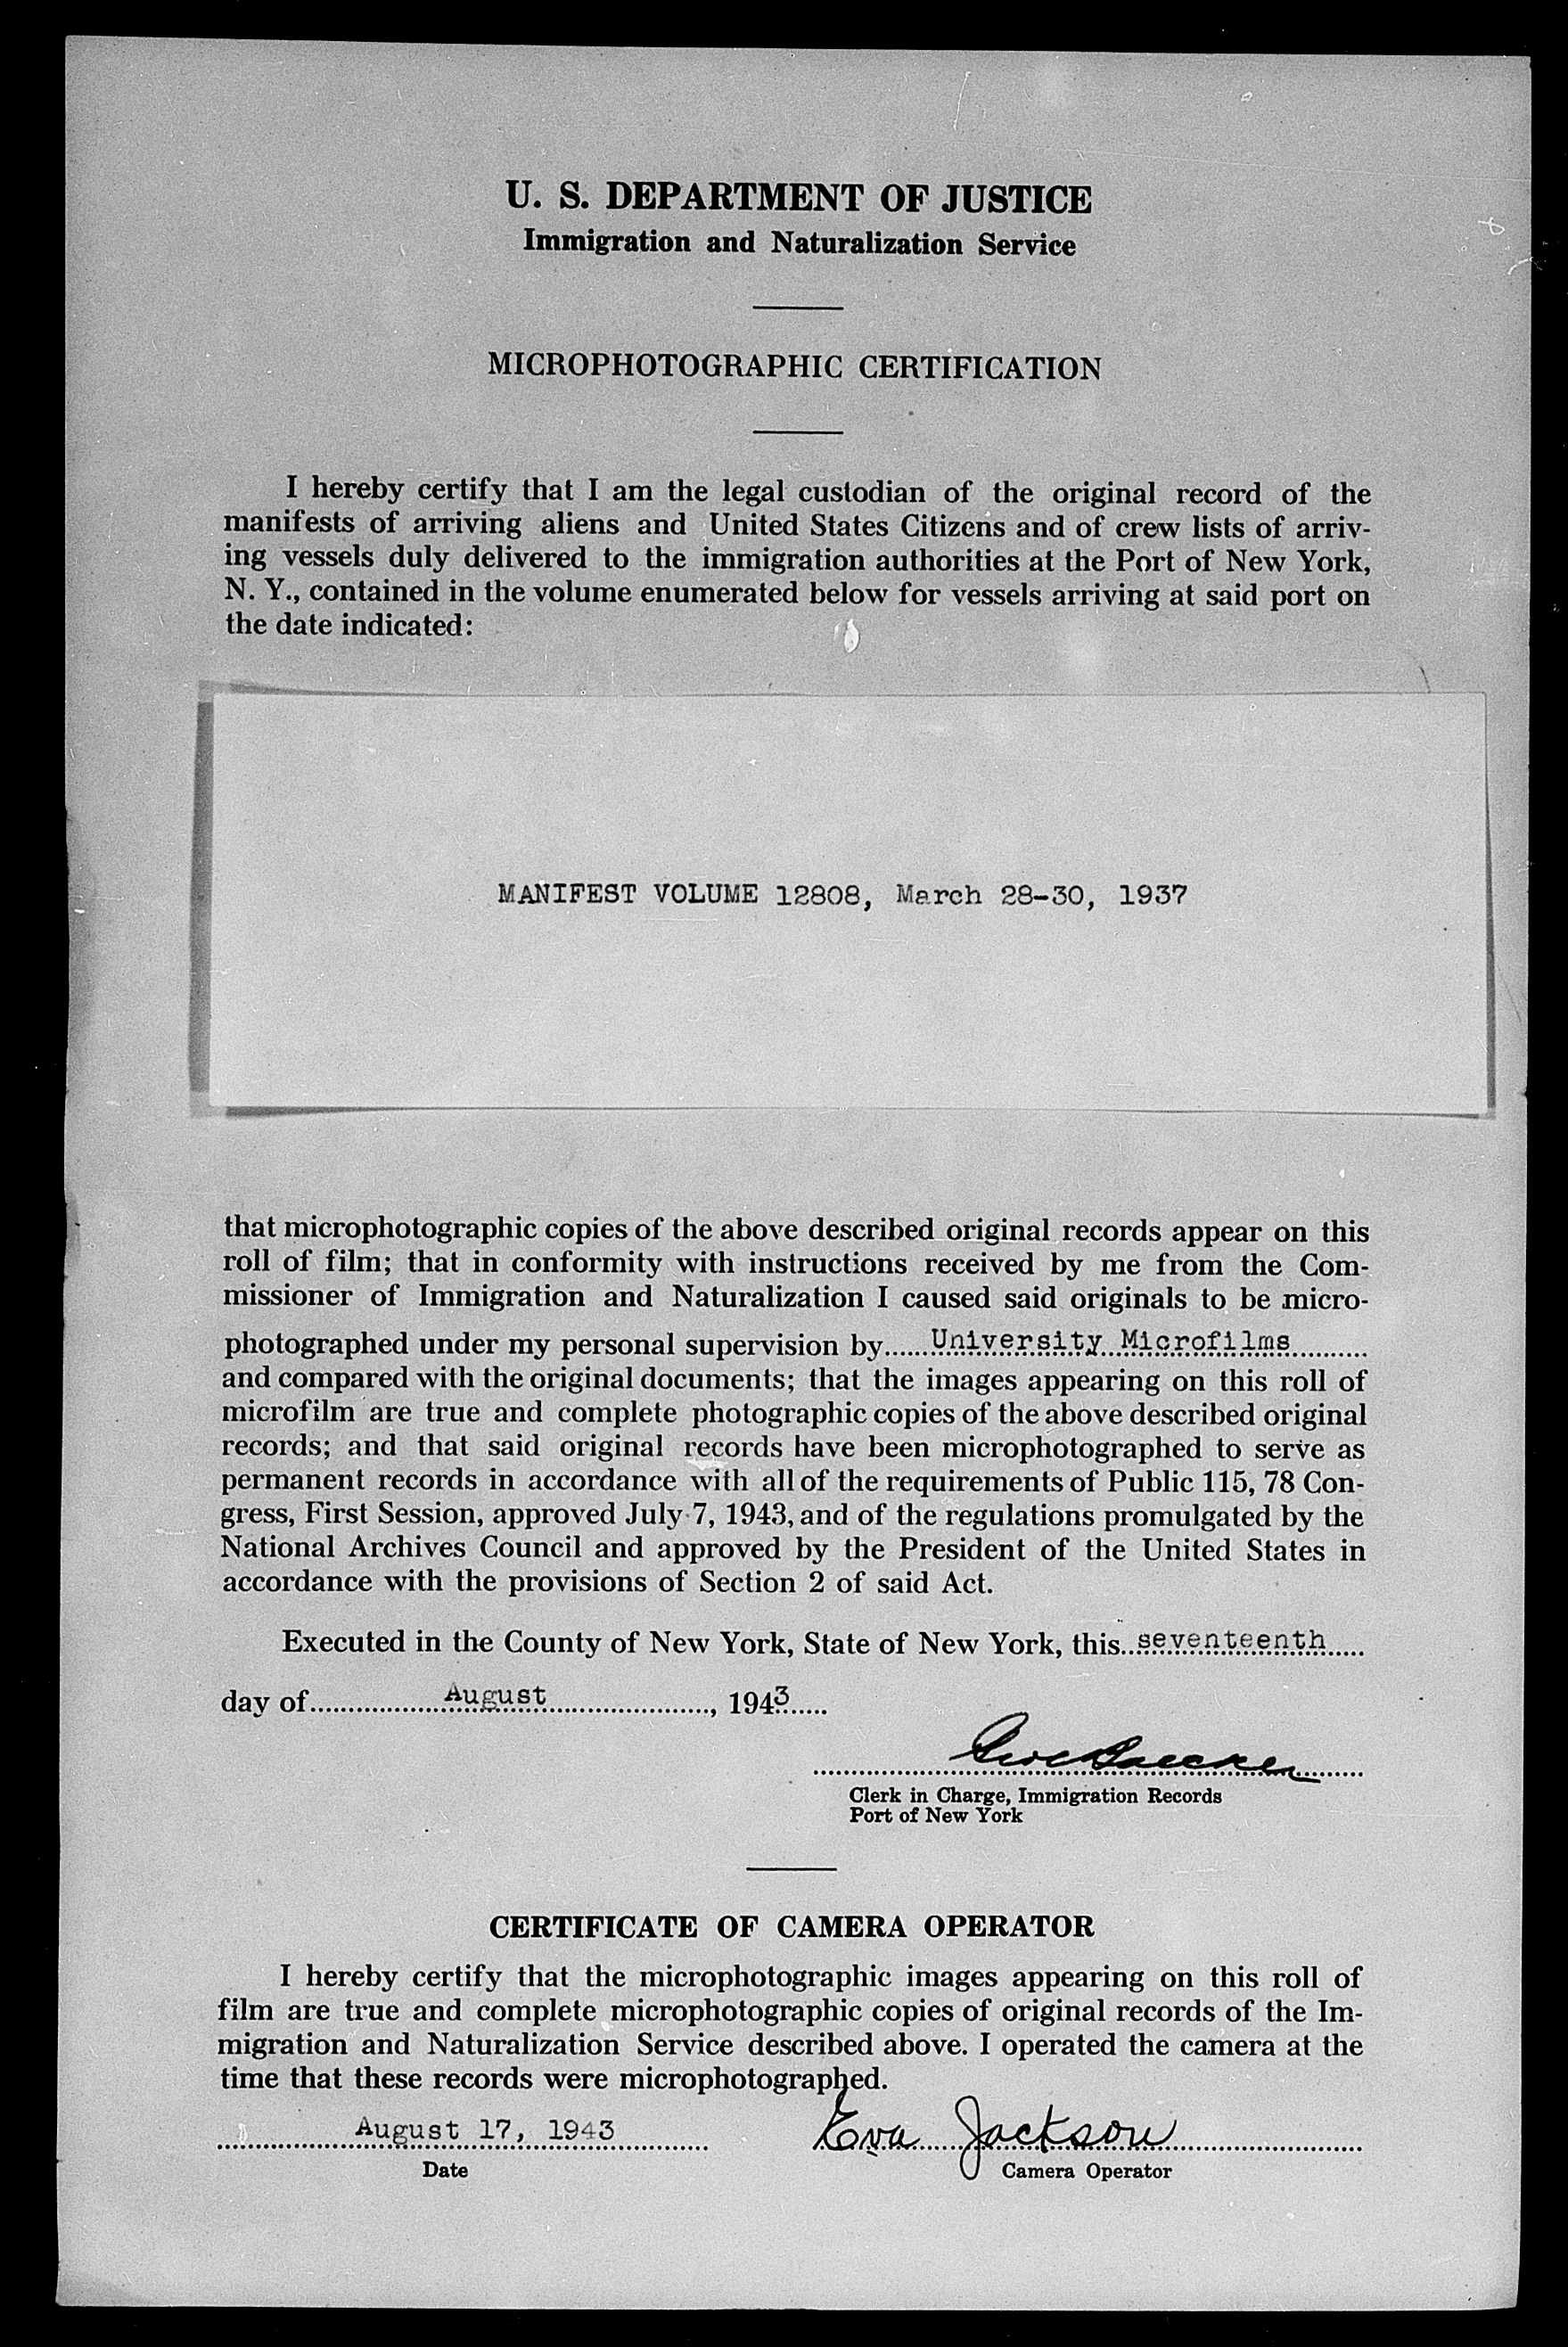 U. S. DEPARTMENT OF JUSTICE
Immigration and Naturalization Service
MICROPHOTOGRAPHIC CERTIFICATION
I hereby certify that I am the legal custodian of the original record of the
manifests of arriving aliens and United States Citizens and of crew lists of arriv-
ing vessels duly delivered to the immigration authorities at the Port of New York,
N. Y., contained in the volume enumerated below for vessels arriving at said port on
the date indicated:
MANIFEST VOLUME 12808, March 28-30, 1937
that microphotographic copies of the above described original records appear on this
roll of film; that in conformity with instructions received by me from the Com-
missioner of Immigration and Naturalization I caused said originals to be micro-
photographed under my personal supervision by......University Microfilms..........
and compared with the original documents; that the images appearing on this roll of
microfilm are true and complete photographic copies of the above described original
records; and that said original records have been microphotographed to serve as
permanent records in accordance with all of the requirements of Public 115, 78 Con-
gress, First Session, approved July 7, 1943, and of the regulations promulgated by the
National Archives Council and approved by the President of the United States in
accordance with the provisions of Section 2 of said Act.
Executed in the County of New York, State of New York, this..seventeenth.....
day of................August....................., 1943......
Clerk in Charge, Immigration Records
Port of New York
CERTIFICATE OF CAMERA OPERATOR
I hereby certify that the microphotographic images appearing on this roll of
film are true and complete microphotographic copies of original records of the Im-
migration and Naturalization Service described above. I operated the camera at the
time that these records were microphotographed.
August 17, 1943 Eva Jackson
Date Camera Operator